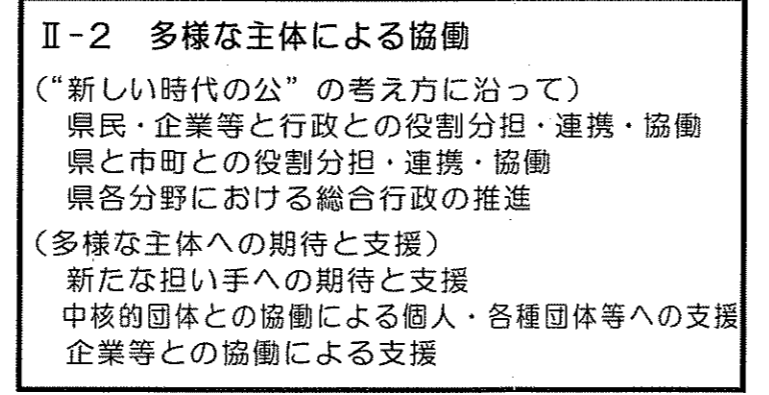 Ⅱ-2　多様な主体による協働
（“新しい時代の公”の考え方に沿って）
県民・企業等と行政との役割分担・連携・協働
県と市町との役割分担・連携・協働
県各分野における総合行政の推進
（多様な主体への期待と支援）
新たな担い手への期待と支援
中核的団体との協働による個人・各種団体等への支援
企業等との協働による支援